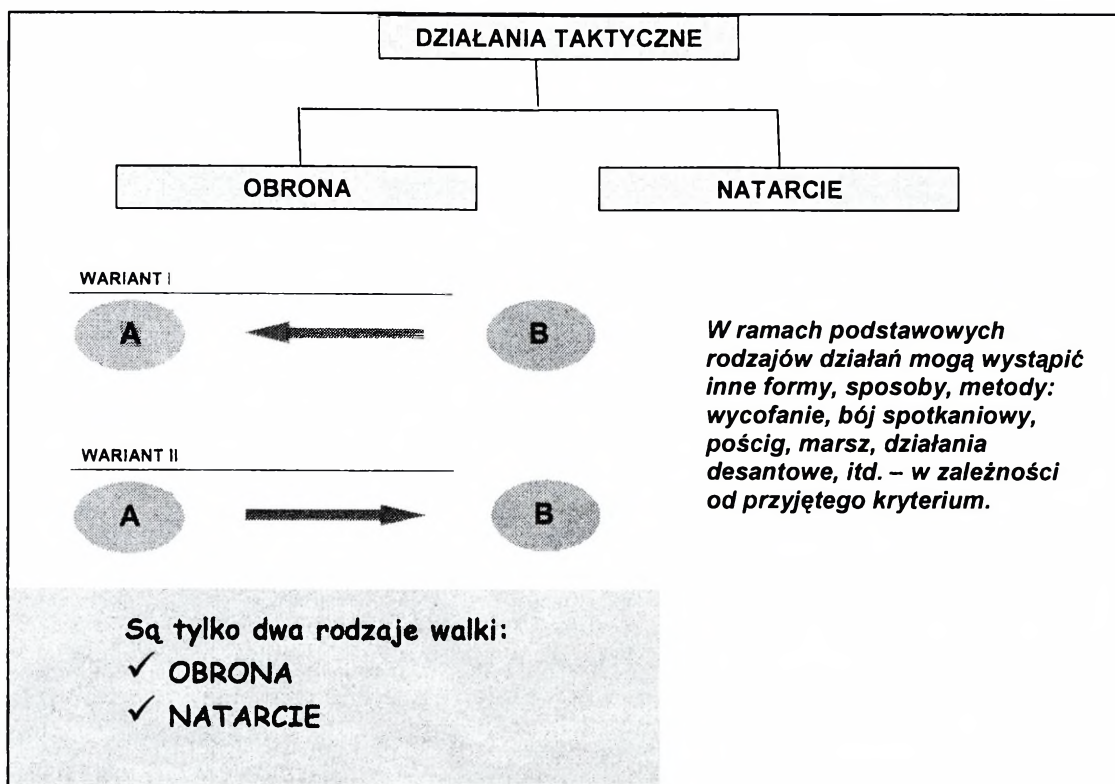 DZIAŁANIA TAKTYCZNE
OBRONA
NATARCIE
WARIANT I
A
B
WARIANT II
A
B
W ramach podstawowych
rodzajów działań mogą wystąpić
inne formy, sposoby, metody:
wycofanie, bój spotkaniowy,
pościg, marsz, działania
desantowe, itd. – w zależności
od przyjętego kryterium.
Są tylko dwa rodzaje walki:
✓ OBRONA
✓ NATARCIE